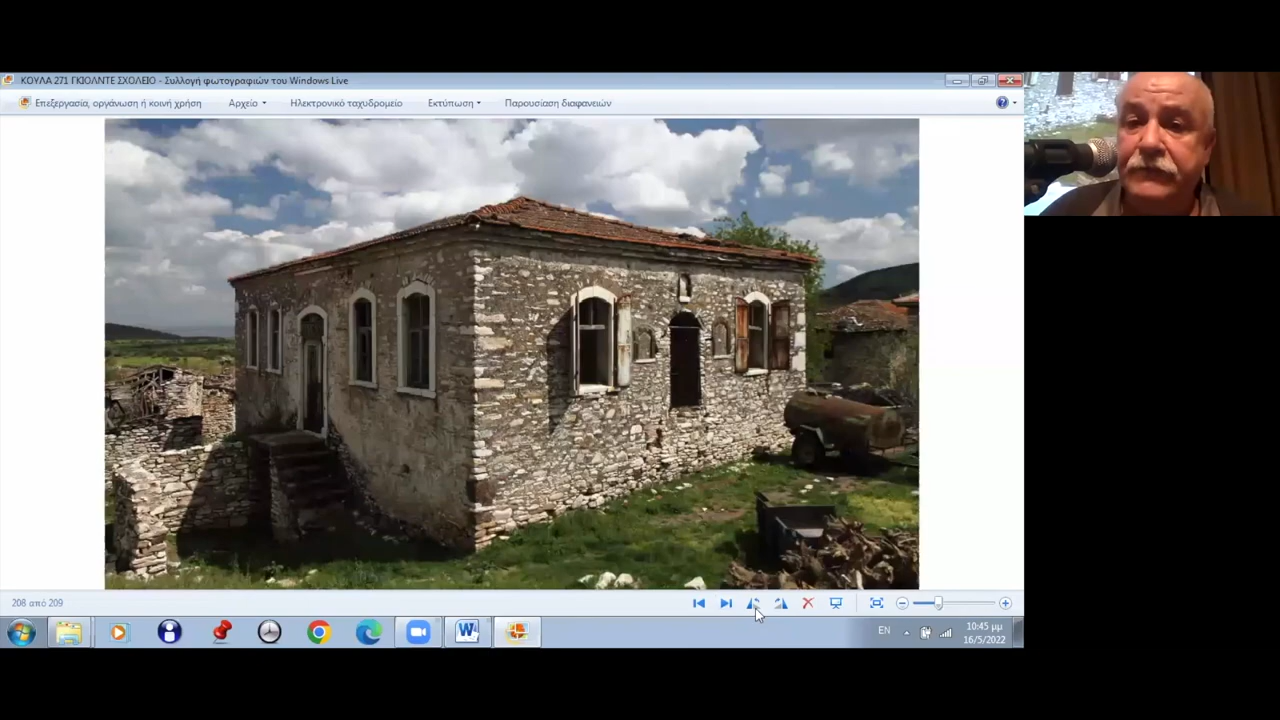 ΚΟΥΛΑ 271 ΓΚΙΟΛΝΤΕ ΣΧΟΛΕΙΟ - Συλλογή φωτογραφιών του Windows Live
Επεξεργασία, οργάνωση ή κοινή χρήση Αρχείο Ηλεκτρονικό ταχυδρομείο Εκτύπωση Παρουσίαση διαφανειών
208 από 209
EN
10:45 μμ
16/5/2022